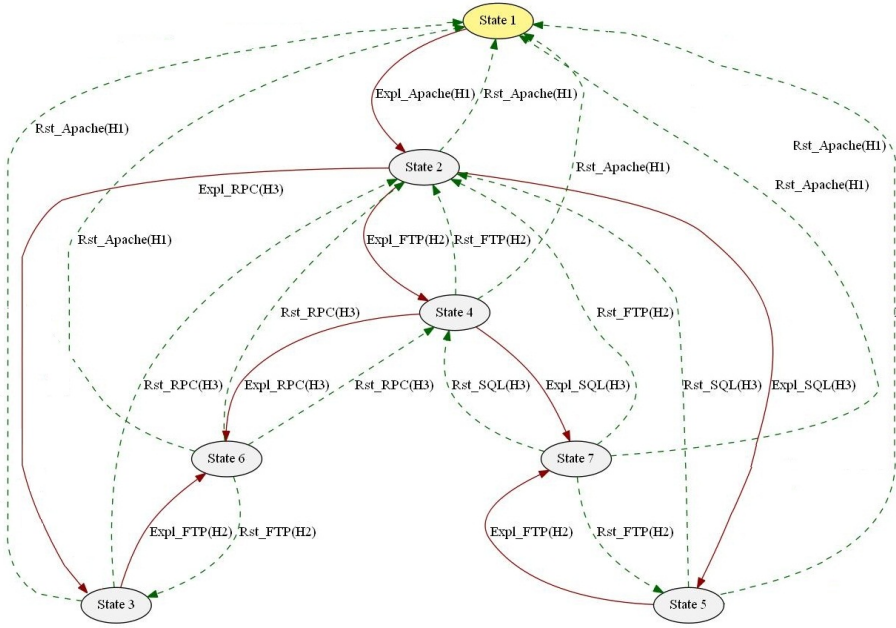 State 1
Expl_Apache(H1)
Rst_Apache(H1)
Rst_Apache(H1)
Rst_Apache(H1)
State 2
Rst_Apache(H1)
Rst_Apache(H1)
Expl_RPC(H3)
Rst_Apache(H1)
Expl_FTP(H2)
Rst_FTP(H2)
Rst_RPC(H3)
State 4
Rst_FTP(H2)
Rst_RPC(H3)
Expl_RPC(H3)
Rst_RPC(H3)
Rst_SQL(H3)
Expl_SQL(H3)
Rst_SQL(H3)
Expl_SQL(H3)
State 6
State 7
Expl_FTP(H2)
Rst_FTP(H2)
Expl_FTP(H2)
Rst_FTP(H2)
State 3
State 5